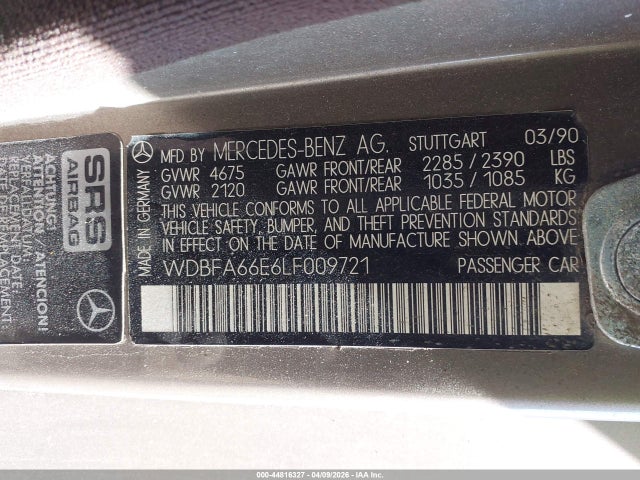 MFD BY MERCEDES-BENZ AG. STUTTGART 03/90
GVWR 4675 GAWR FRONT/REAR 2285/2390 LBS
GVWR 2120 GAWR FRONT/REAR 1035/1085 KG
THIS VEHICLE CONFORMS TO ALL APPLICABLE FEDERAL MOTOR
VEHICLE SAFETY, BUMPER, AND THEFT PREVENTION STANDARDS
IN EFFECT ON THE DATE OF MANUFACTURE SHOWN ABOVE.
WDBFA66E6LF009721 PASSENGER CAR
MADE IN GERMANY
SRS
AIRBAG
ACHTUNG
ATTENTION / ATENCION!
000-44816327 - 04/09/2026 - IAA Inc.